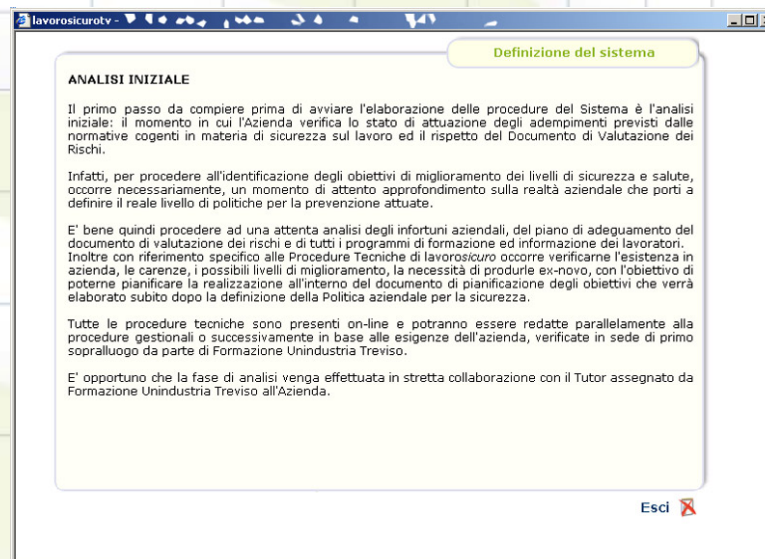 lavorosicurotv -
Definizione del sistema
ANALISI INIZIALE
Il primo passo da compiere prima di avviare l'elaborazione delle procedure del Sistema è l'analisi
iniziale: il momento in cui l'Azienda verifica lo stato di attuazione degli adempimenti previsti dalle
normative cogenti in materia di sicurezza sul lavoro ed il rispetto del Documento di Valutazione dei
Rischi.
Infatti, per procedere all'identificazione degli obiettivi di miglioramento dei livelli di sicurezza e salute,
occorre necessariamente, un momento di attento approfondimento sulla realtà aziendale che porti a
definire il reale livello di politiche per la prevenzione attuate.
E' bene quindi procedere ad una attenta analisi degli infortuni aziendali, del piano di adeguamento del
documento di valutazione dei rischi e di tutti i programmi di formazione ed informazione dei lavoratori.
Inoltre con riferimento specifico alle Procedure Tecniche di lavorosicuro occorre verificarne l'esistenza in
azienda, le carenze, i possibili livelli di miglioramento, la necessità di produrle ex-novo, con l'obiettivo di
poterne pianificare la realizzazione all'interno del documento di pianificazione degli obiettivi che verrà
elaborato subito dopo la definizione della Politica aziendale per la sicurezza.
Tutte le procedure tecniche sono presenti on-line e potranno essere redatte parallelamente alla
procedure gestionali o successivamente in base alle esigenze dell'azienda, verificate in sede di primo
sopralluogo da parte di Formazione Unindustria Treviso.
E' opportuno che la fase di analisi venga effettuata in stretta collaborazione con il Tutor assegnato da
Formazione Unindustria Treviso all'Azienda.
Esci